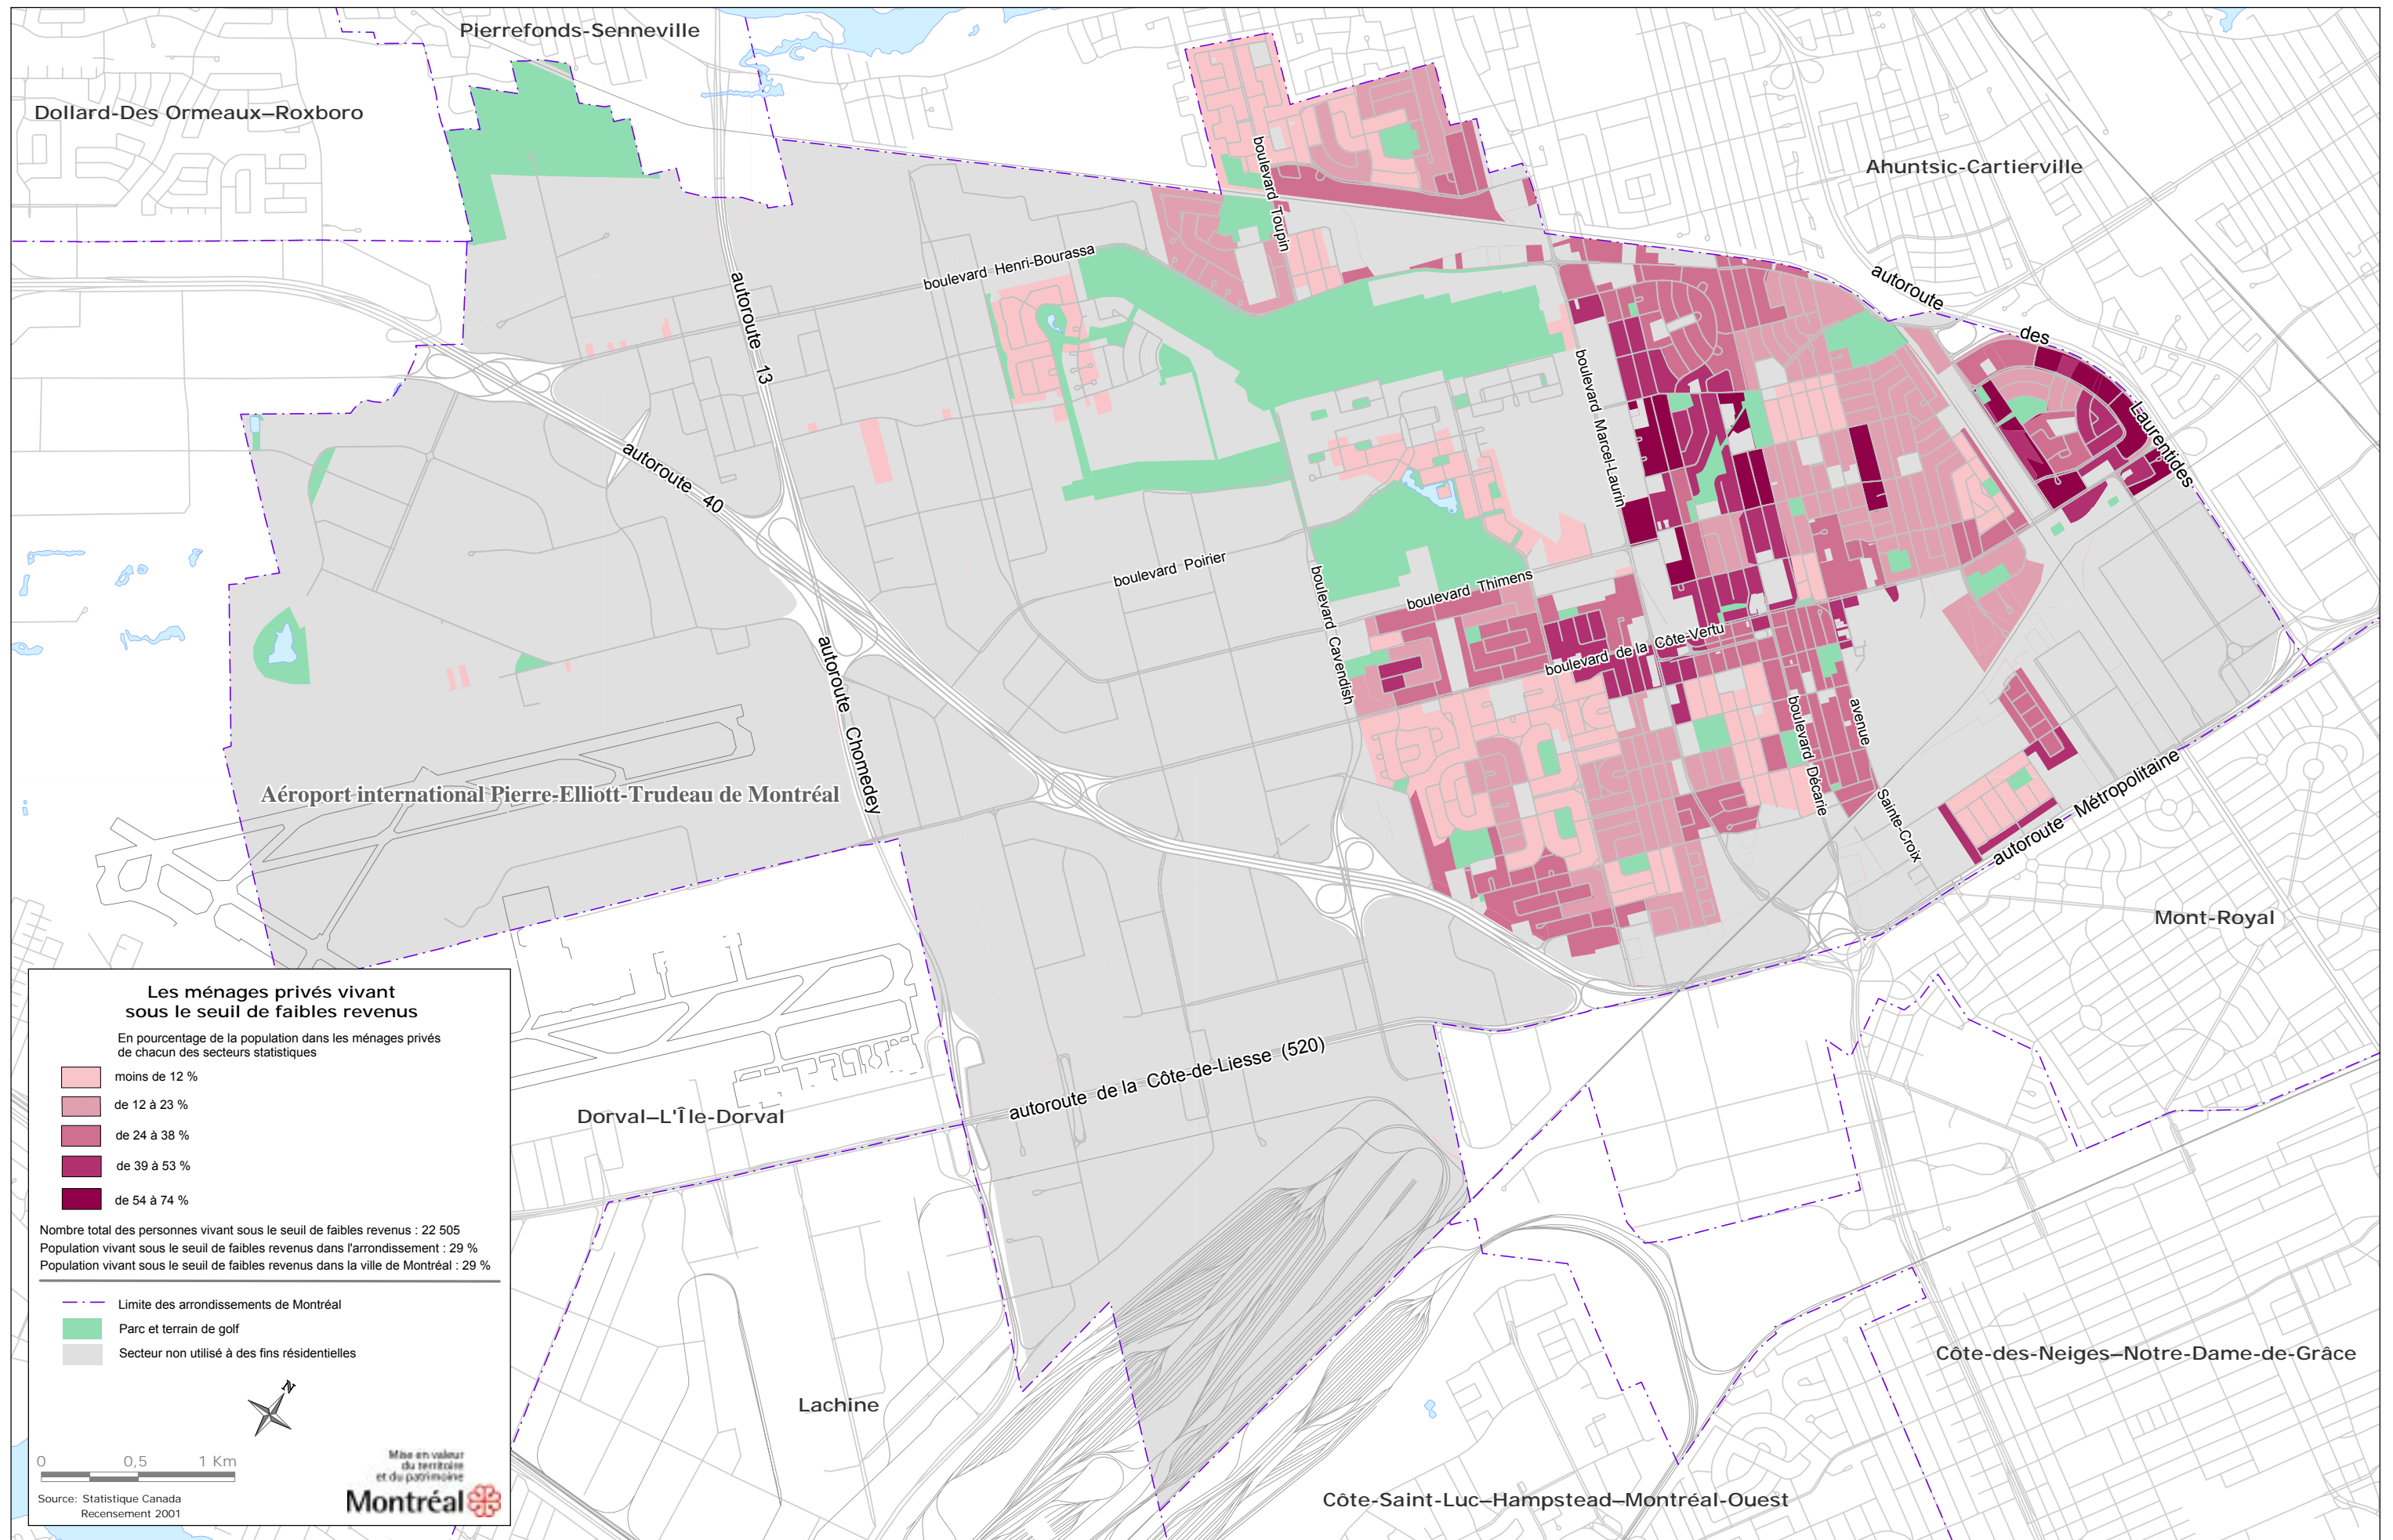 Pierrefonds-Senneville
Dollard-Des Ormeaux–Roxboro
Ahuntsic-Cartierville
boulevard Toupin
boulevard Henri-Bourassa
autoroute 13
autoroute des Laurentides
boulevard Marcel-Laurin
autoroute 40
boulevard Poirier
boulevard Thimens
boulevard Cavendish
boulevard de la Côte-Vertu
autoroute Chomedey
boulevard Décarie
avenue Sainte-Croix
autoroute Métropolitaine
Aéroport international Pierre-Elliott-Trudeau de Montréal
Mont-Royal
autoroute de la Côte-de-Liesse (520)
Dorval–L'Île-Dorval
Lachine
Côte-des-Neiges–Notre-Dame-de-Grâce
Côte-Saint-Luc–Hampstead–Montréal-Ouest
Les ménages privés vivant
sous le seuil de faibles revenus
En pourcentage de la population dans les ménages privés
de chacun des secteurs statistiques
moins de 12 %
de 12 à 23 %
de 24 à 38 %
de 39 à 53 %
de 54 à 74 %
Nombre total des personnes vivant sous le seuil de faibles revenus : 22 505
Population vivant sous le seuil de faibles revenus dans l'arrondissement : 29 %
Population vivant sous le seuil de faibles revenus dans la ville de Montréal : 29 %
Limite des arrondissements de Montréal
Parc et terrain de golf
Secteur non utilisé à des fins résidentielles
N
0 0,5 1 Km
Source: Statistique Canada
Recensement 2001
Mise en valeur
du territoire
et du patrimoine
Montréal